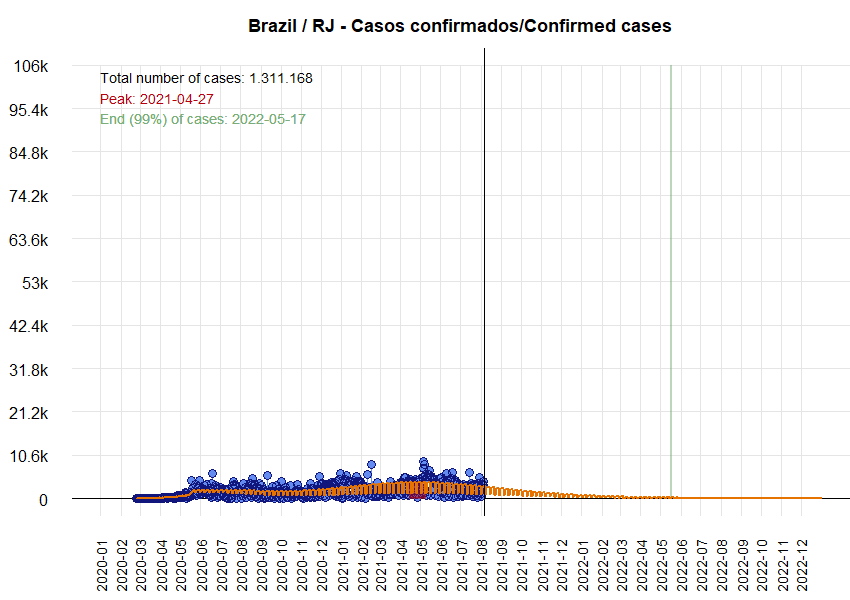 Brazil / RJ - Casos confirmados/Confirmed cases
106k
95.4k
84.8k
74.2k
63.6k
53k
42.4k
31.8k
21.2k
10.6k
0
Total number of cases: 1.311.168
Peak: 2021-04-27
End (99%) of cases: 2022-05-17
2020-01
2020-02
2020-03
2020-04
2020-05
2020-06
2020-07
2020-08
2020-09
2020-10
2020-11
2020-12
2021-01
2021-02
2021-03
2021-04
2021-05
2021-06
2021-07
2021-08
2021-09
2021-10
2021-11
2021-12
2022-01
2022-02
2022-03
2022-04
2022-05
2022-06
2022-07
2022-08
2022-09
2022-10
2022-11
2022-12